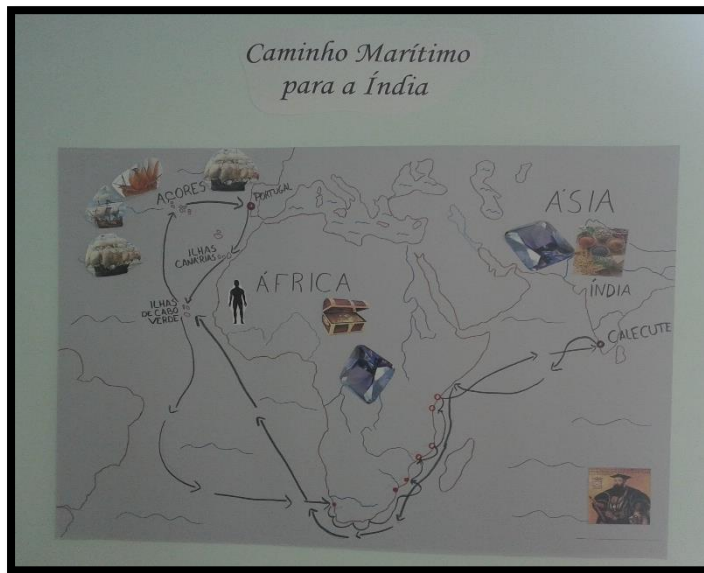 Caminho Marítimo
para a Índia
AÇORES
PORTUGAL
ÁSIA
ILHAS
CANÁRIAS
ÁFRICA
ÍNDIA
ILHAS
DE CABO
VERDE
CALECUTE